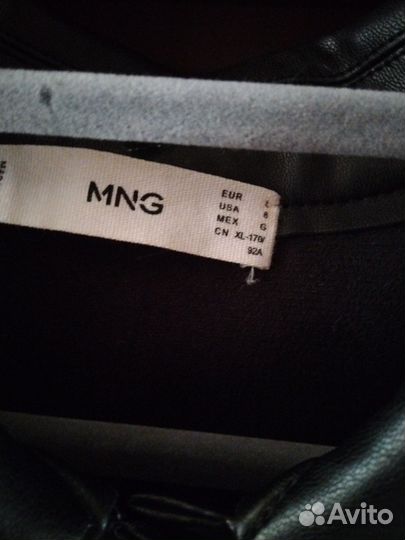 MNG
EUR L
USA 8
MEX G
CN XL-170/
92A
Avito